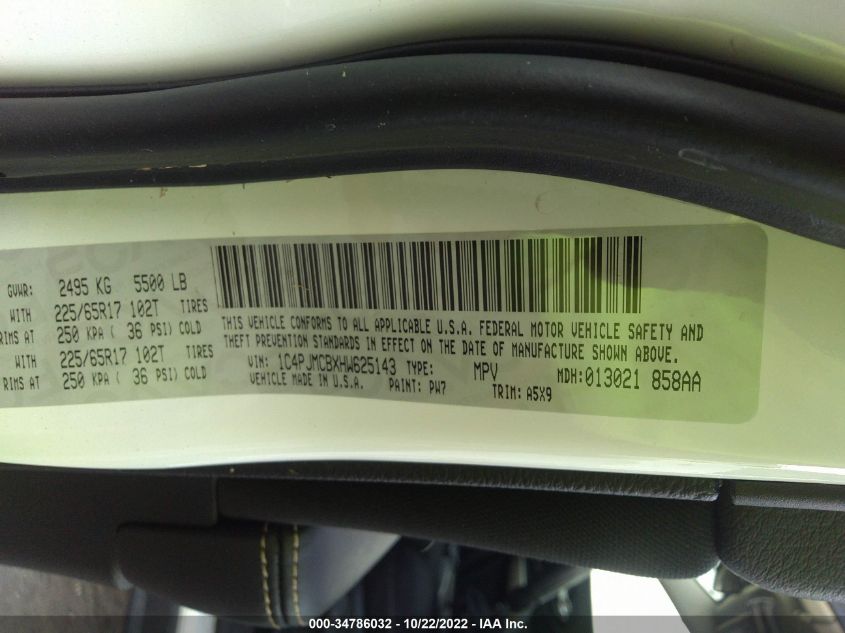 GVWR: 2495 KG 5500 LB
WITH 225/65R17 102T TIRES
RIMS AT 250 KPA ( 36 PSI) COLD
WITH 225/65R17 102T TIRES
RIMS AT 250 KPA ( 36 PSI) COLD
THIS VEHICLE CONFORMS TO ALL APPLICABLE U.S.A. FEDERAL MOTOR VEHICLE SAFETY AND
THEFT PREVENTION STANDARDS IN EFFECT ON THE DATE OF MANUFACTURE SHOWN ABOVE.
VIN: 1C4PJMCBXHW625143 TYPE: MPV MDH:013021 858AA
VEHICLE MADE IN U.S.A. PAINT: PW7 TRIM: A5X9
000-34786032 - 10/22/2022 - IAA Inc.